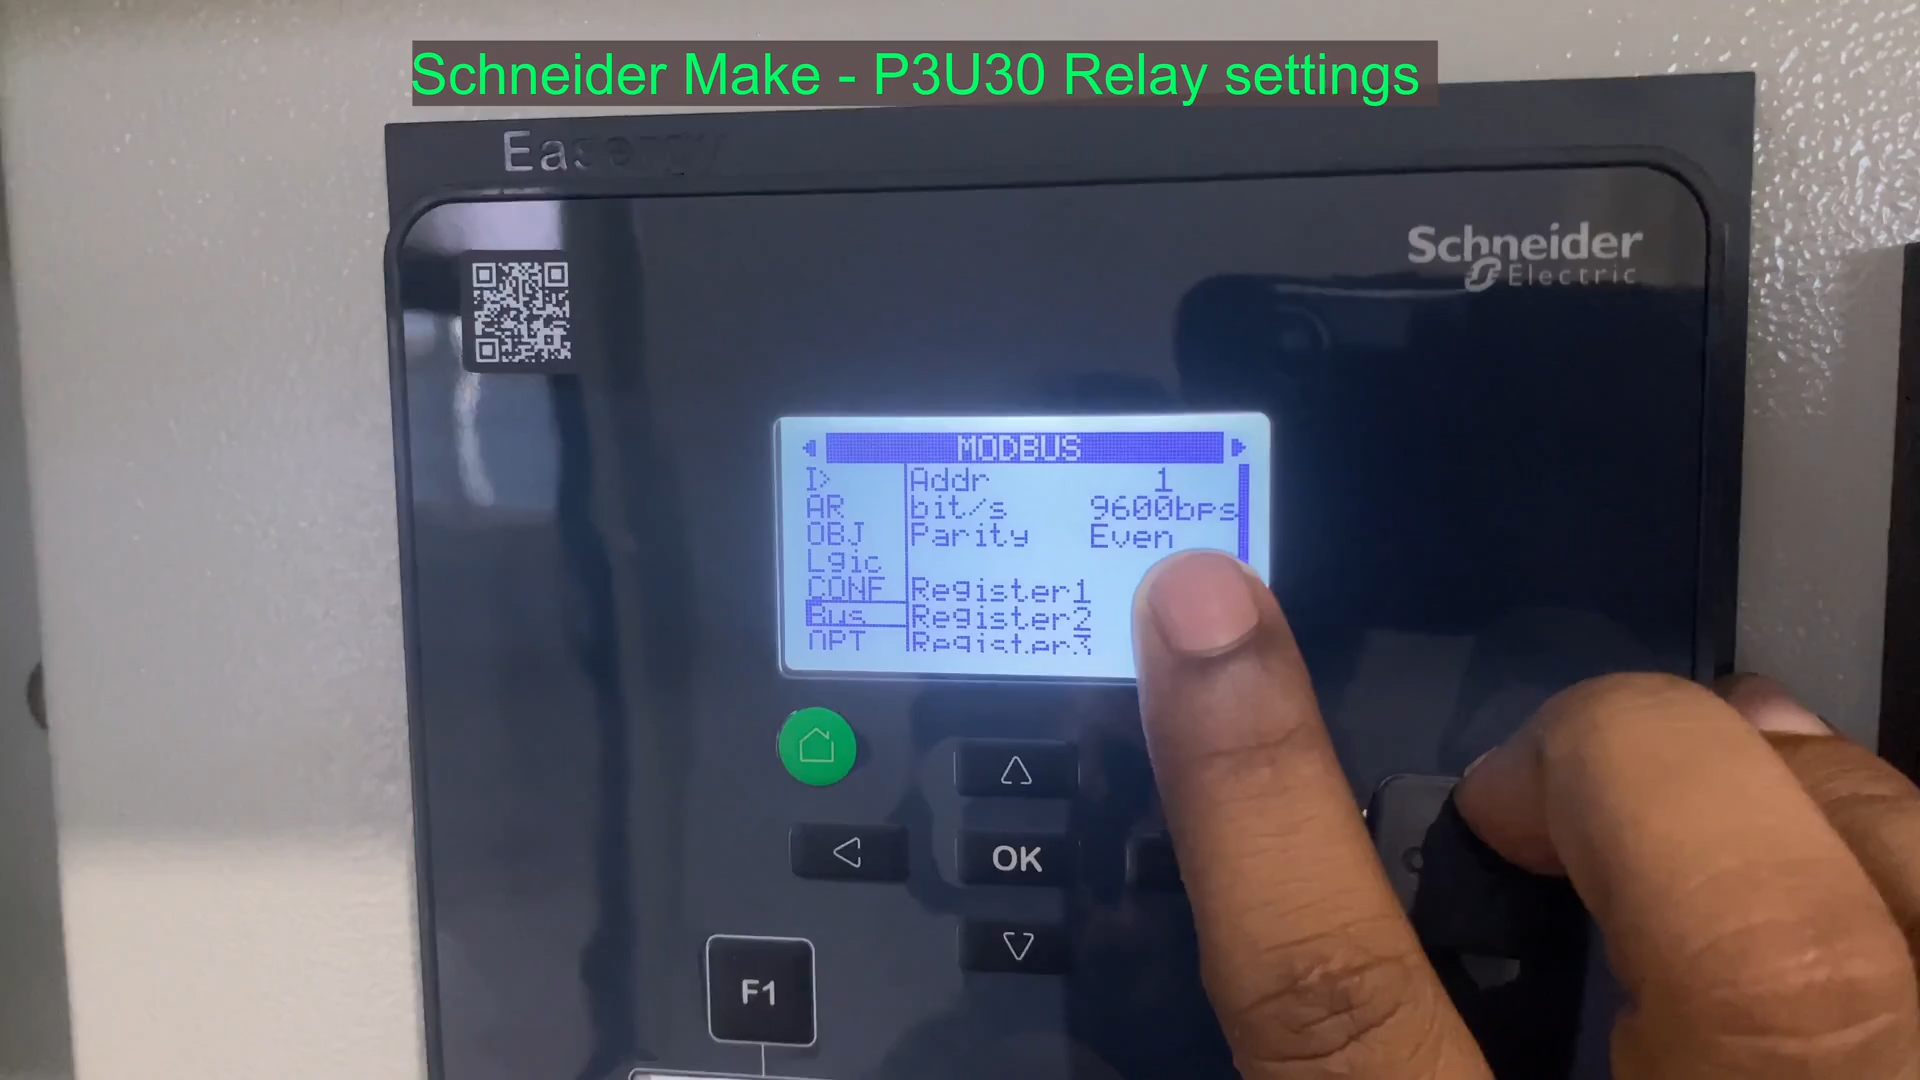 Schneider Make - P3U30 Relay settings
Easergy
Schneider
Electric
MODBUS
I> Addr 1
AR bit/s 9600bps
OBJ Parity Even
Lgic
CONF Register1
Bus Register2
OPT Register3
OK
F1